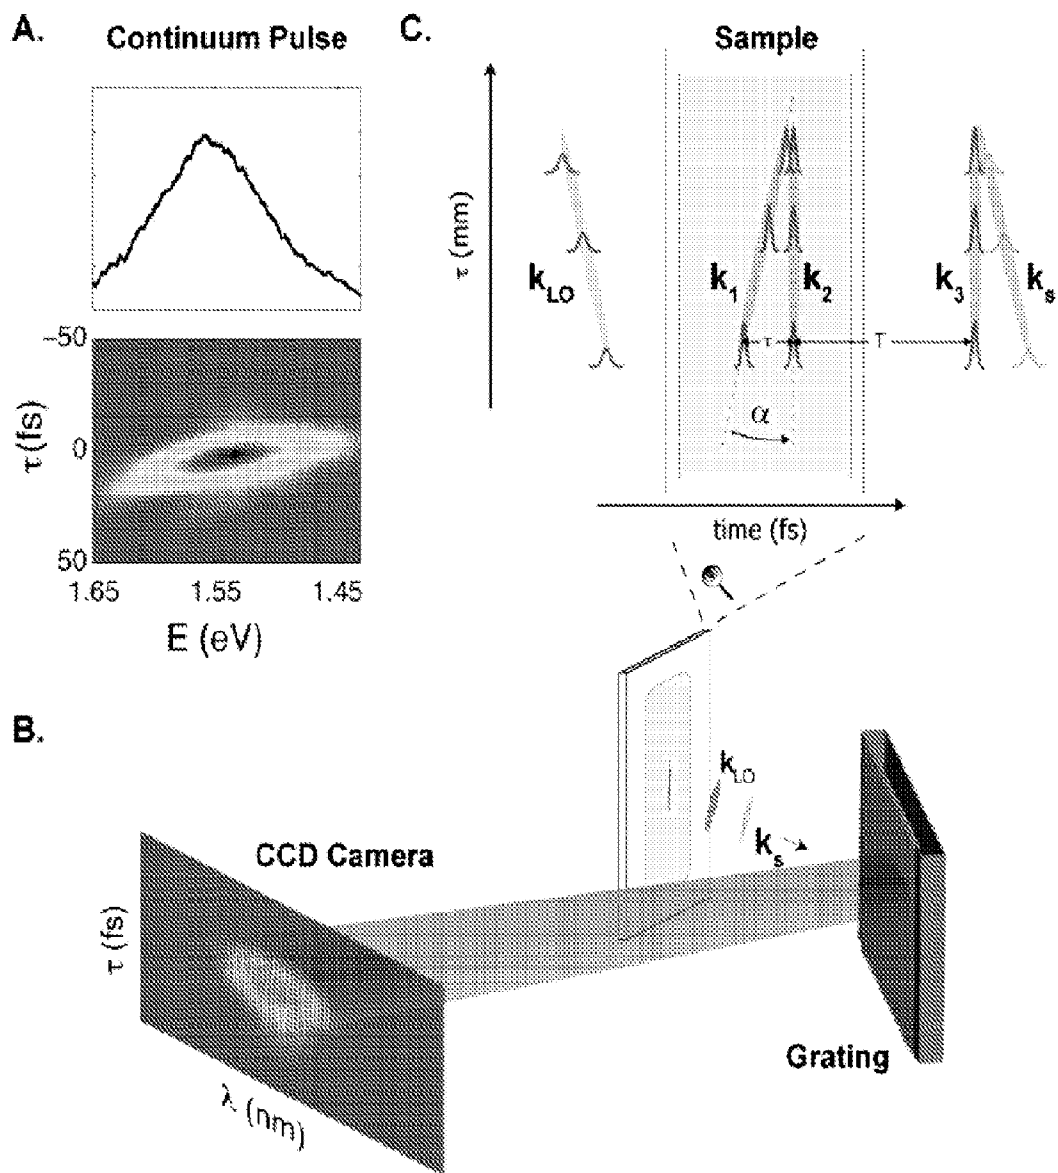 A.
Continuum Pulse
-50
0
50
τ (fs)
1.65
1.55
1.45
E (eV)
C.
Sample
τ (mm)
k_LO
k_1
k_2
k_3
k_s
τ
T
α
time (fs)
B.
CCD Camera
k_LO
k_s
τ (fs)
λ (nm)
Grating